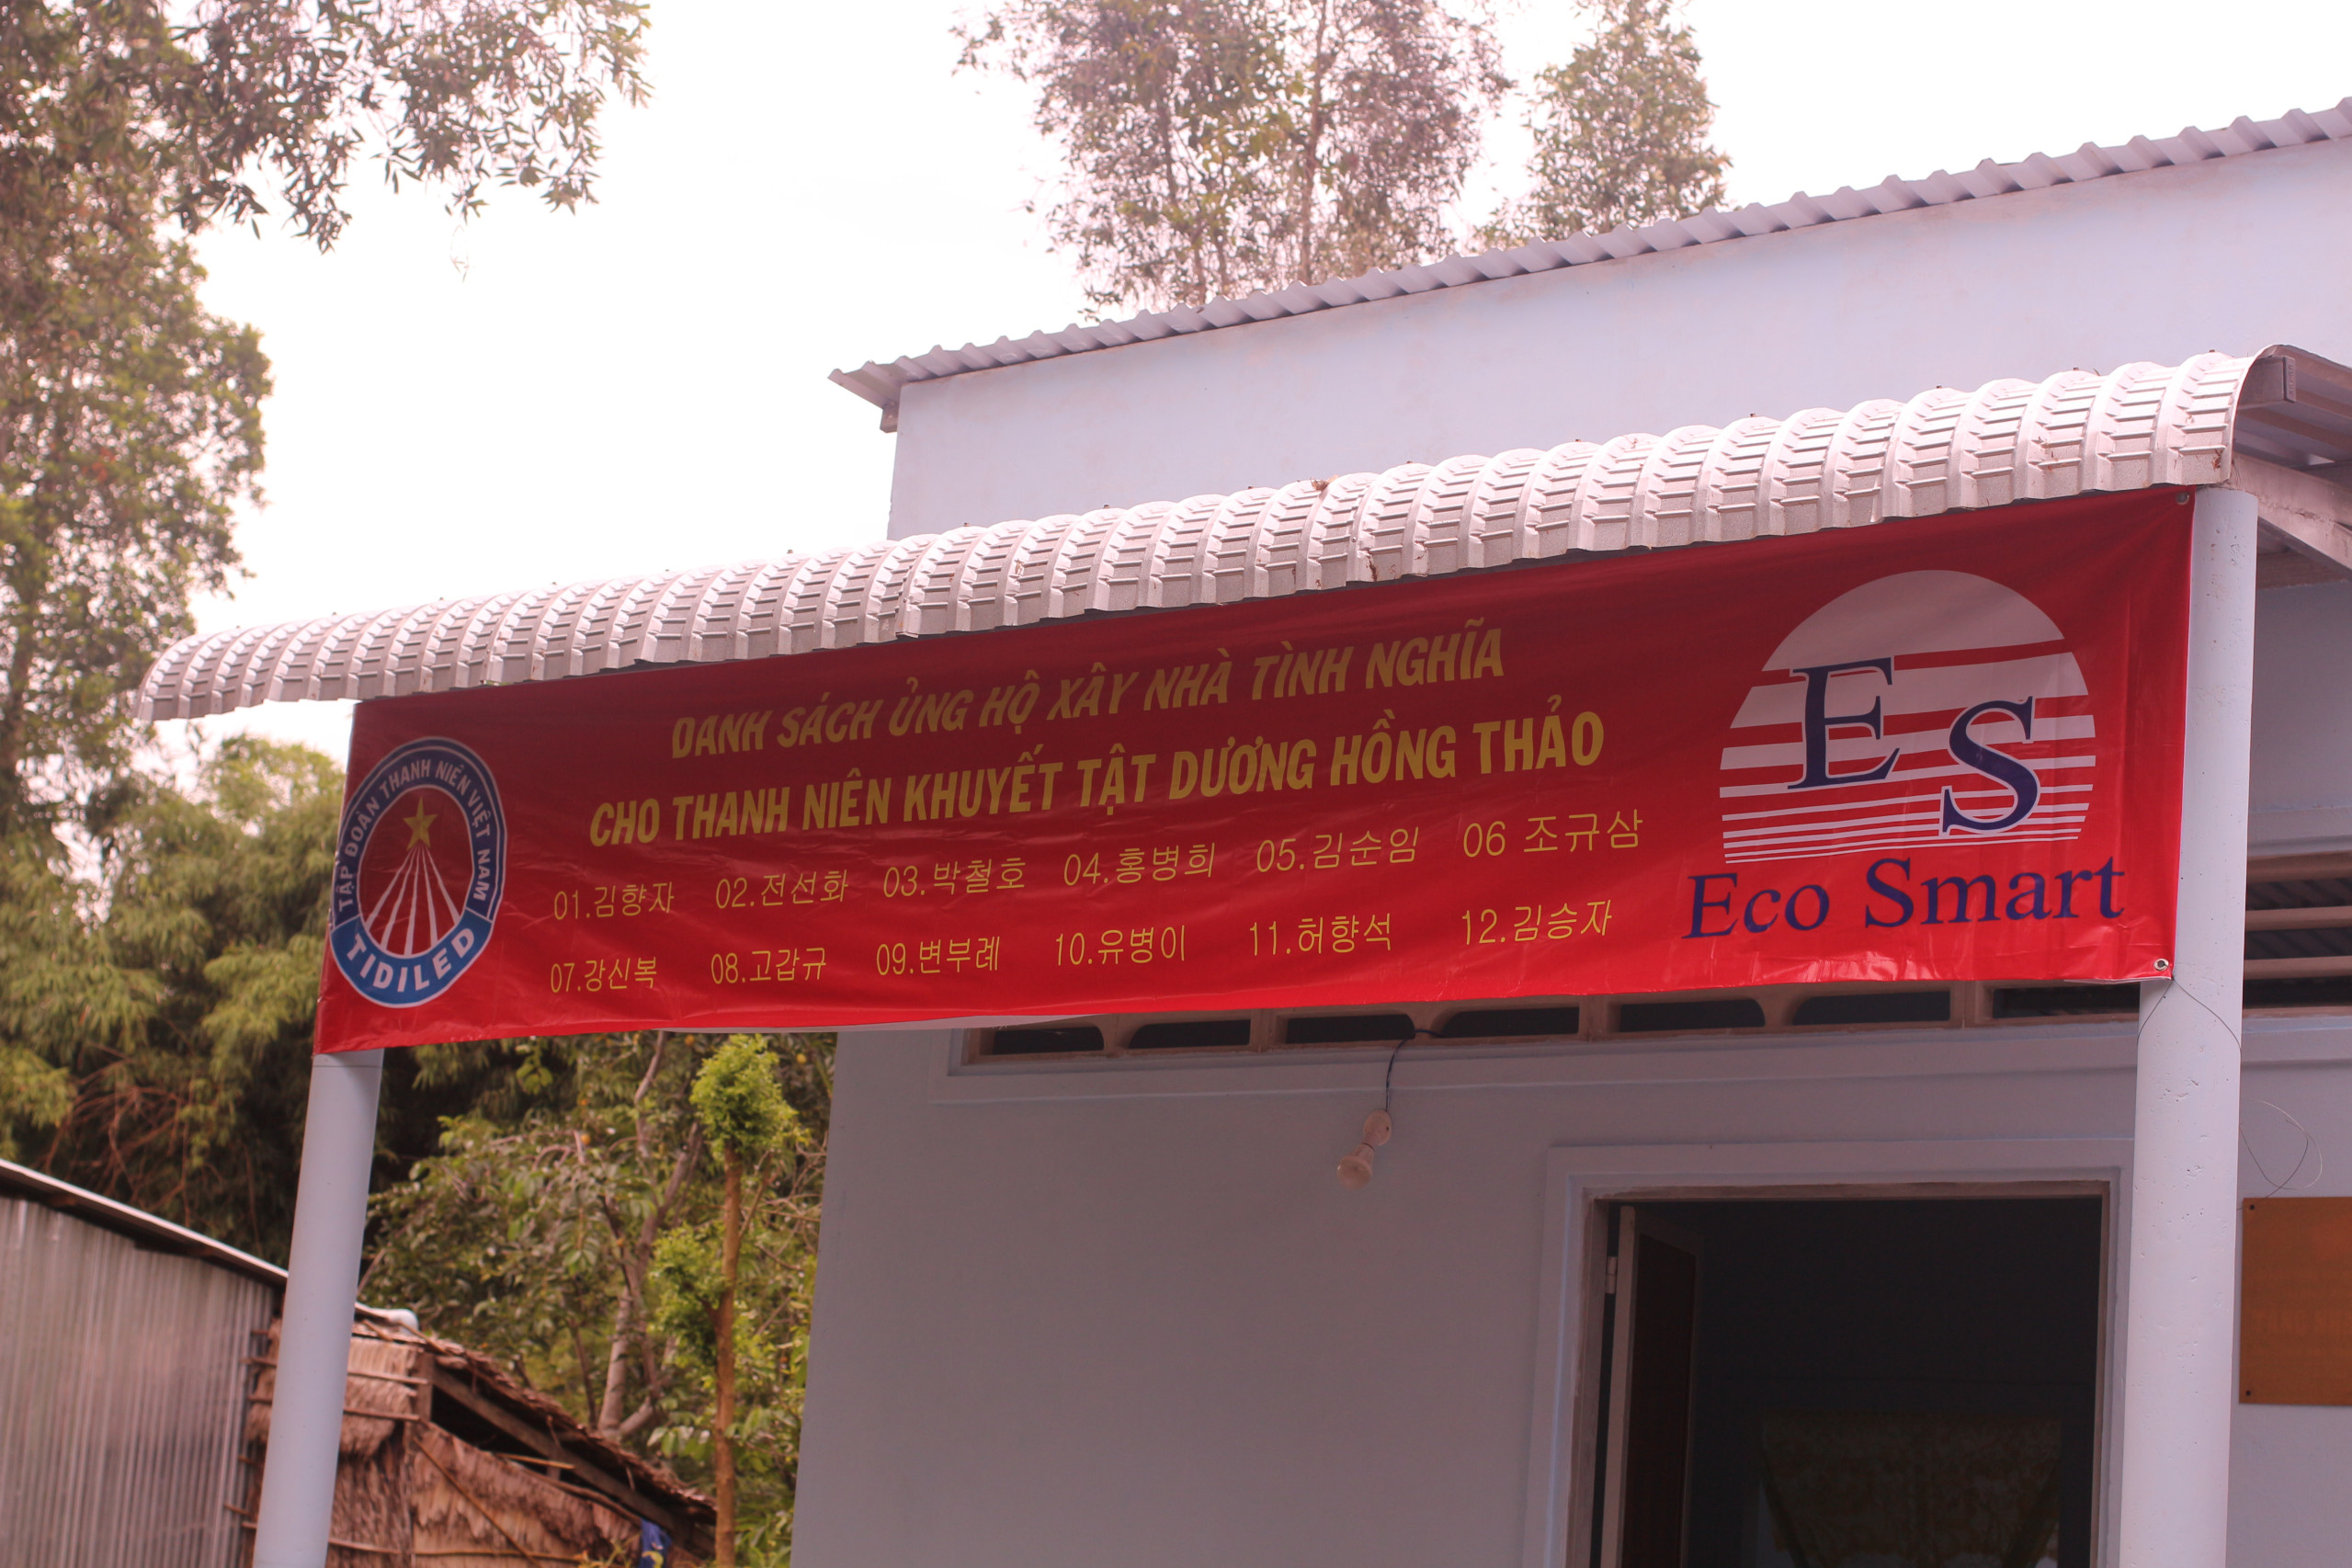 TẬP ĐOÀN THANH NIÊN VIỆT NAM
TIDILED
DANH SÁCH ỦNG HỘ XÂY NHÀ TÌNH NGHĨA
CHO THANH NIÊN KHUYẾT TẬT DƯƠNG HỒNG THẢO
01.김향자 02.전선화 03.박철호 04.홍병희 05.김순임 06 조규삼
07.강신복 08.고갑규 09.변부례 10.유병이 11.허향석 12.김승자
ES
Eco Smart